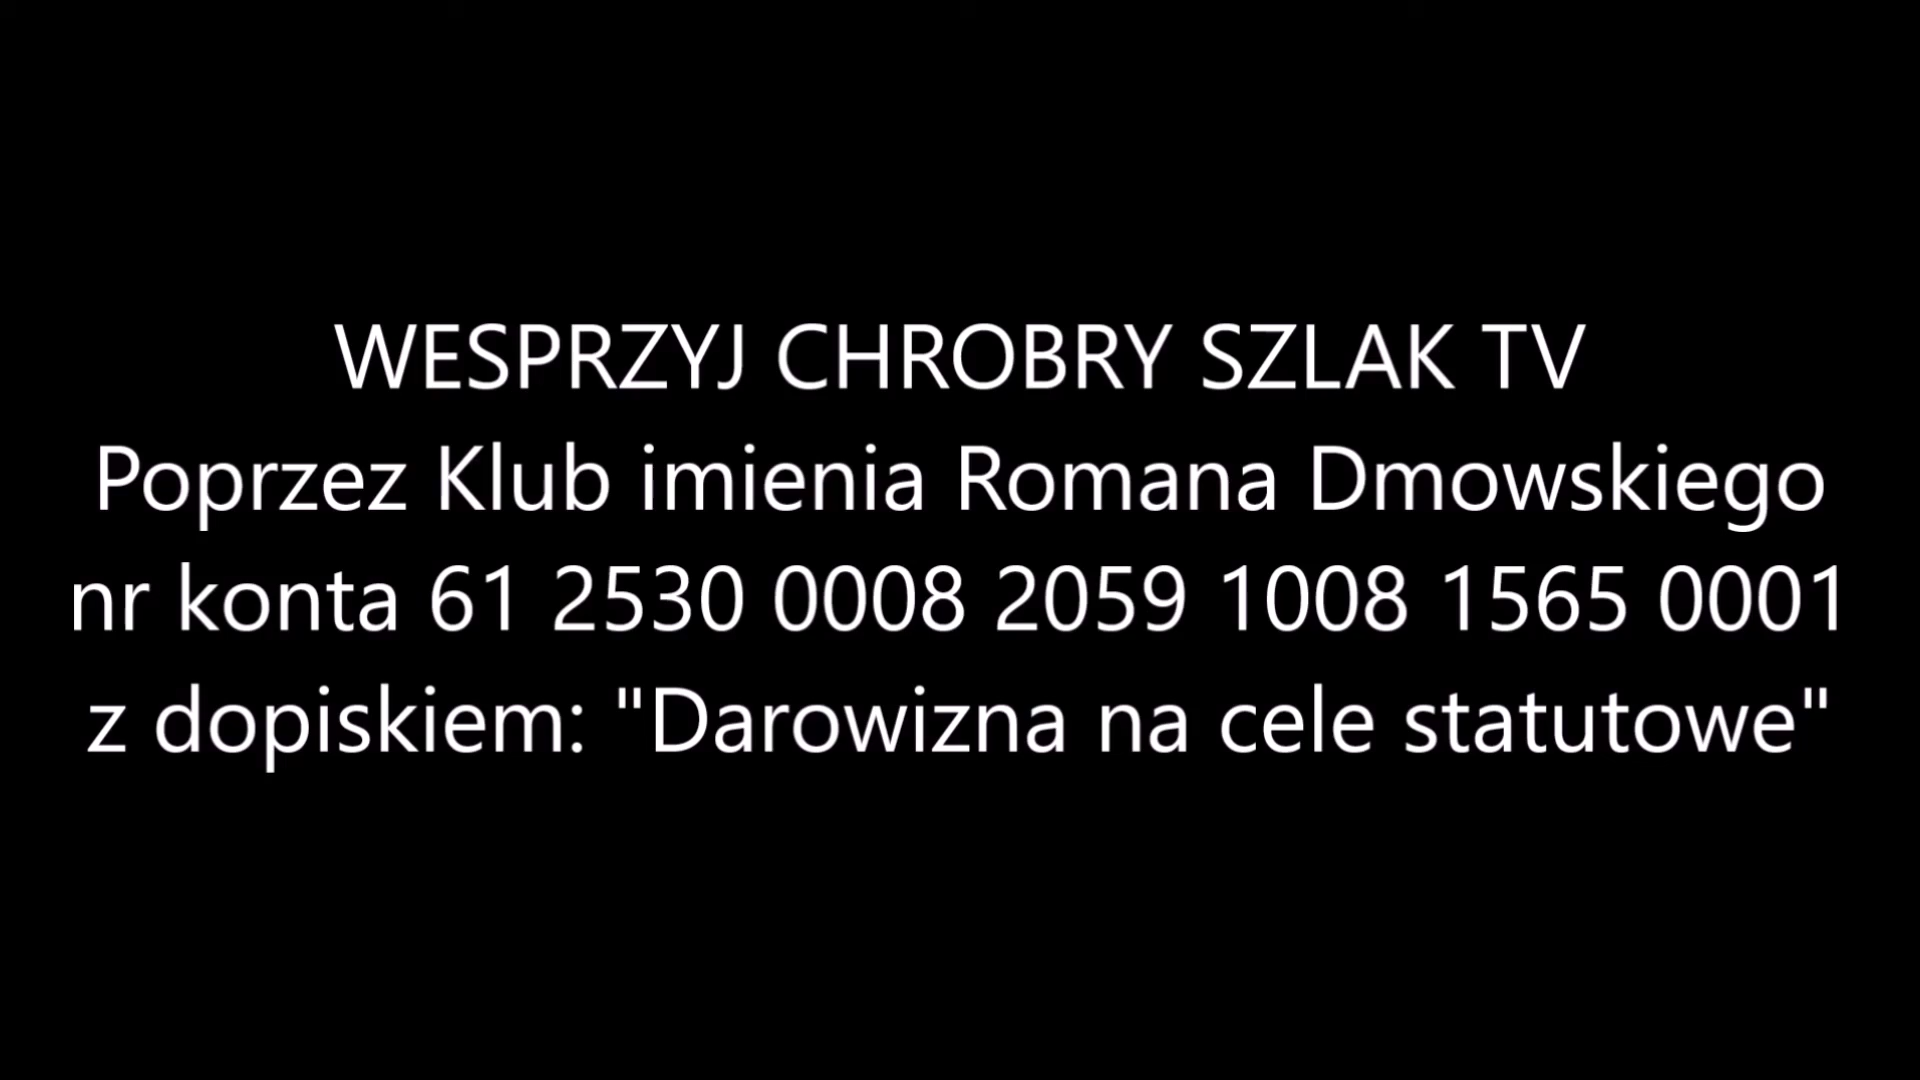 WESPRZYJ CHROBRY SZLAK TV
Poprzez Klub imienia Romana Dmowskiego
nr konta 61 2530 0008 2059 1008 1565 0001
z dopiskiem: "Darowizna na cele statutowe"